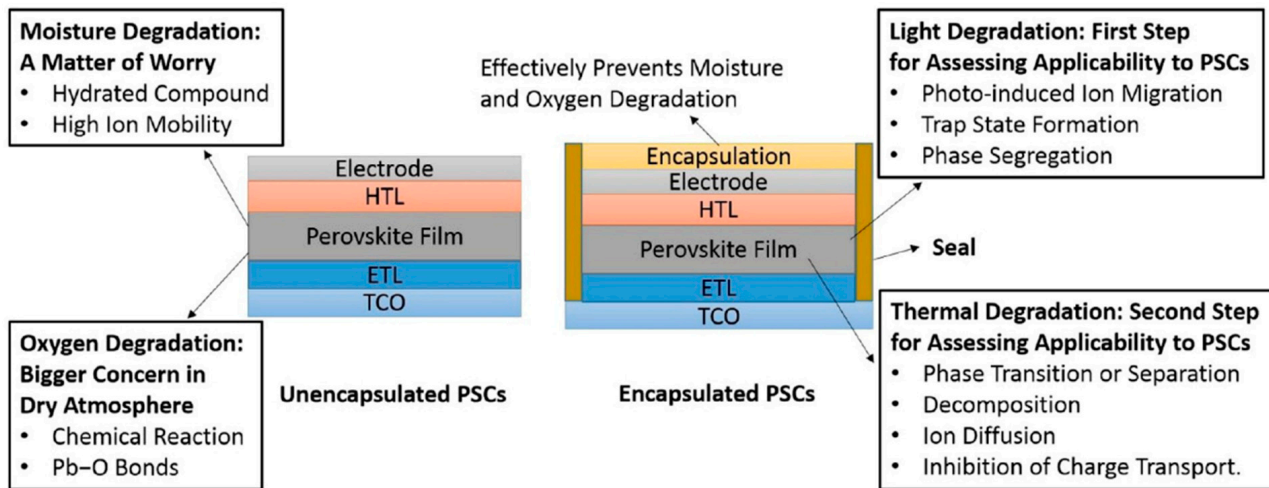 Moisture Degradation:
A Matter of Worry
• Hydrated Compound
• High Ion Mobility
Oxygen Degradation:
Bigger Concern in
Dry Atmosphere
• Chemical Reaction
• Pb–O Bonds
Electrode
HTL
Perovskite Film
ETL
TCO
Unencapsulated PSCs
Effectively Prevents Moisture
and Oxygen Degradation
Encapsulation
Electrode
HTL
Perovskite Film
ETL
TCO
Encapsulated PSCs
Seal
Light Degradation: First Step
for Assessing Applicability to PSCs
• Photo-induced Ion Migration
• Trap State Formation
• Phase Segregation
Thermal Degradation: Second Step
for Assessing Applicability to PSCs
• Phase Transition or Separation
• Decomposition
• Ion Diffusion
• Inhibition of Charge Transport.